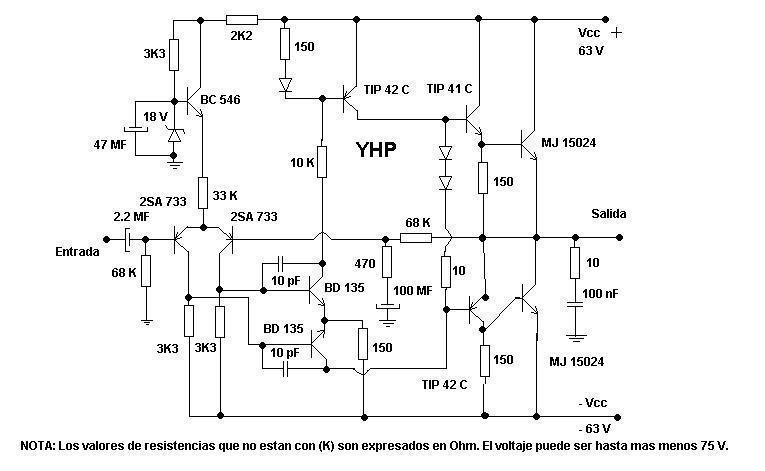 2K2
150
Vcc +
63 V
3K3
TIP 42 C
TIP 41 C
BC 546
18 V
47 MF
YHP
MJ 15024
10 K
150
33 K
2SA 733
2SA 733
2.2 MF
Salida
68 K
Entrada
68 K
470
10
10
10 pF
BD 135
100 MF
100 nF
BD 135
3K3
3K3
10 pF
150
150
MJ 15024
TIP 42 C
- Vcc
- 63 V
NOTA: Los valores de resistencias que no estan con (K) son expresados en Ohm. El voltaje puede ser hasta mas menos 75 V.